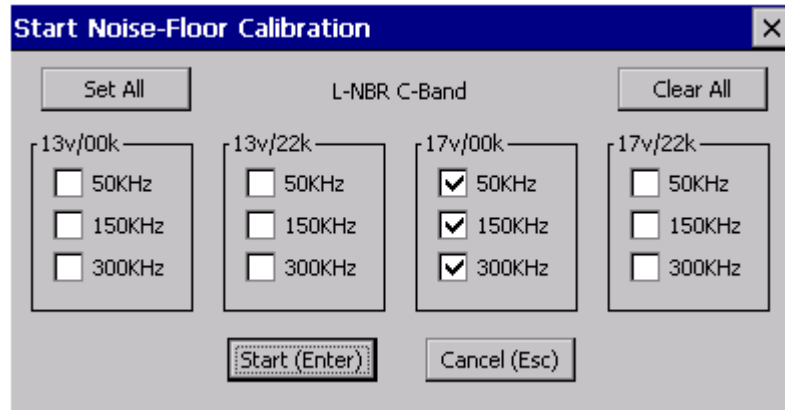 Start Noise-Floor Calibration
Set All L-NBR C-Band Clear All
13v/00k 13v/22k 17v/00k 17v/22k
50KHz 50KHz 50KHz 50KHz
150KHz 150KHz 150KHz 150KHz
300KHz 300KHz 300KHz 300KHz
Start (Enter) Cancel (Esc)